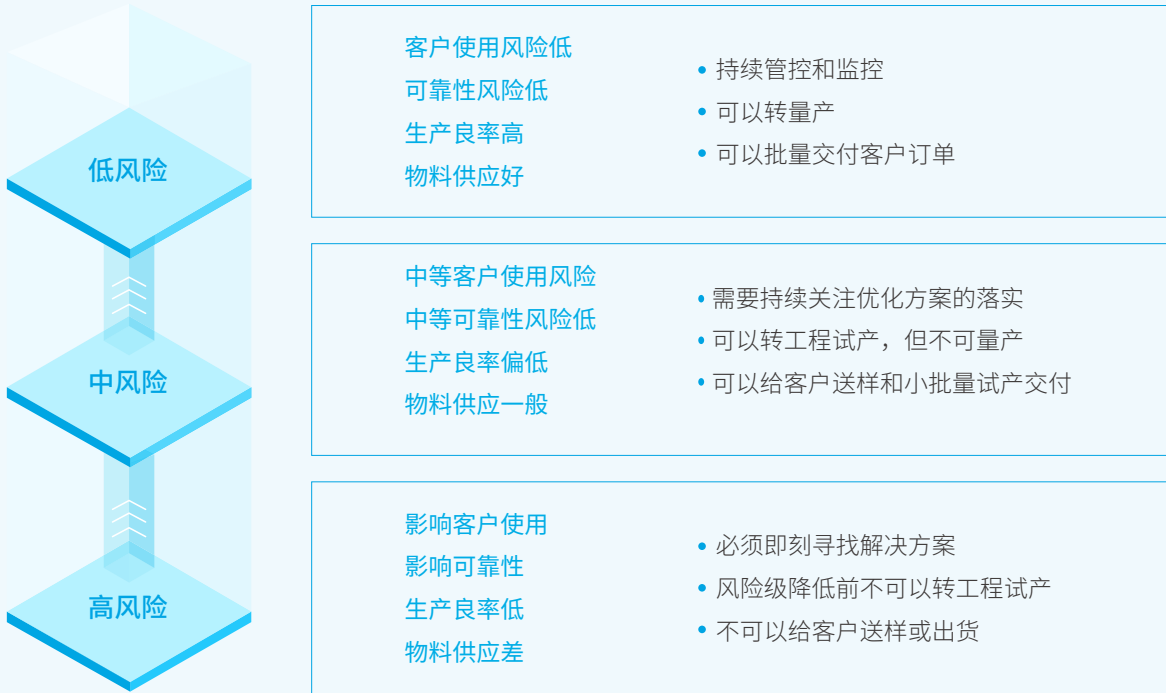 低风险
客户使用风险低
可靠性风险低
生产良率高
物料供应好
• 持续管控和监控
• 可以转量产
• 可以批量交付客户订单
中风险
中等客户使用风险
中等可靠性风险低
生产良率偏低
物料供应一般
• 需要持续关注优化方案的落实
• 可以转工程试产，但不可量产
• 可以给客户送样和小批量试产交付
高风险
影响客户使用
影响可靠性
生产良率低
物料供应差
• 必须即刻寻找解决方案
• 风险级降低前不可以转工程试产
• 不可以给客户送样或出货